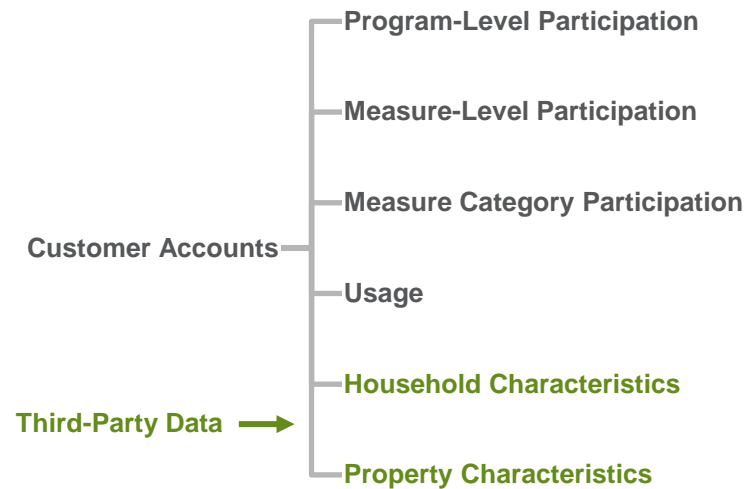 Program-Level Participation
Measure-Level Participation
Measure Category Participation
Customer Accounts
Usage
Household Characteristics
Third-Party Data
Property Characteristics